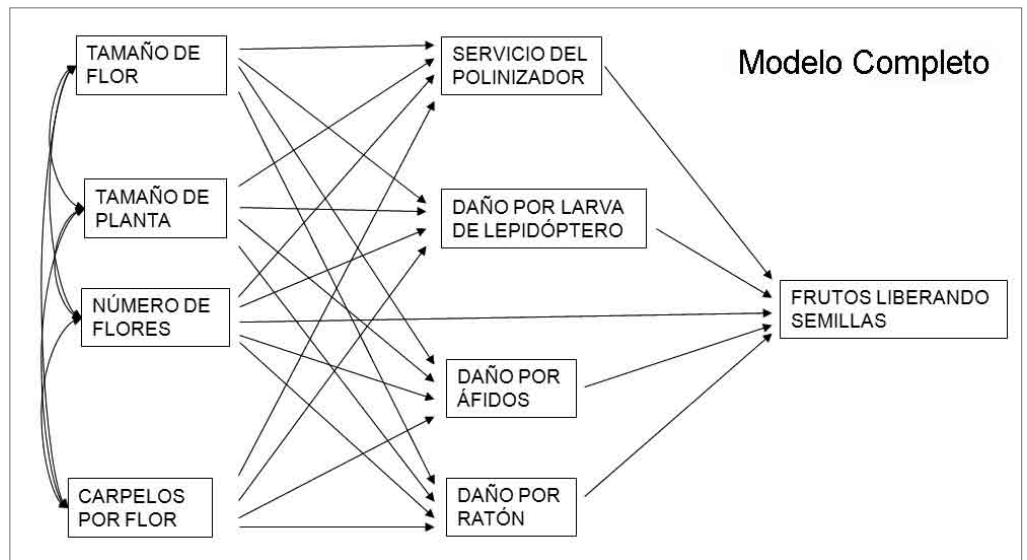 TAMAÑO DE
FLOR
SERVICIO DEL
POLINIZADOR
Modelo Completo
TAMAÑO DE
PLANTA
DAÑO POR LARVA
DE LEPIDÓPTERO
NÚMERO DE
FLORES
FRUTOS LIBERANDO
SEMILLAS
DAÑO POR
ÁFIDOS
CARPELOS
POR FLOR
DAÑO POR
RATÓN